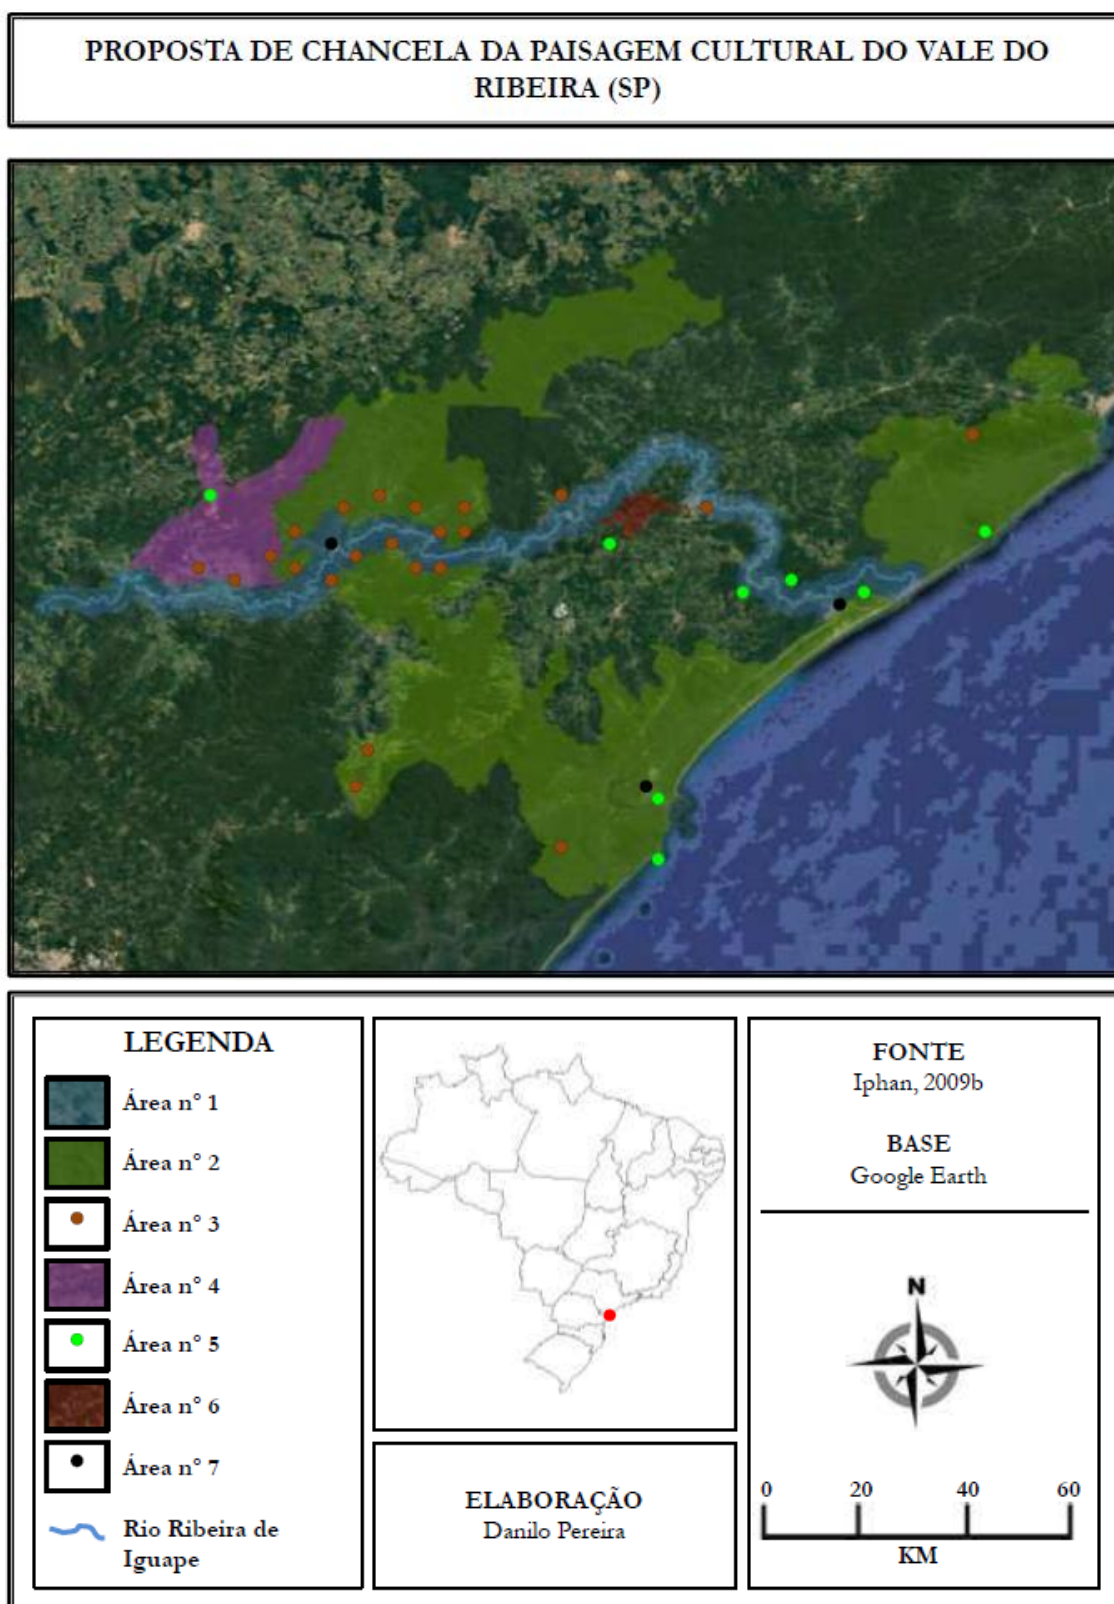 PROPOSTA DE CHANCELA DA PAISAGEM CULTURAL DO VALE DO
RIBEIRA (SP)
LEGENDA
Área n° 1
Área n° 2
Área n° 3
Área n° 4
Área n° 5
Área n° 6
Área n° 7
Rio Ribeira de
Iguape
ELABORAÇÃO
Danilo Pereira
FONTE
Iphan, 2009b
BASE
Google Earth
N
0 20 40 60
KM